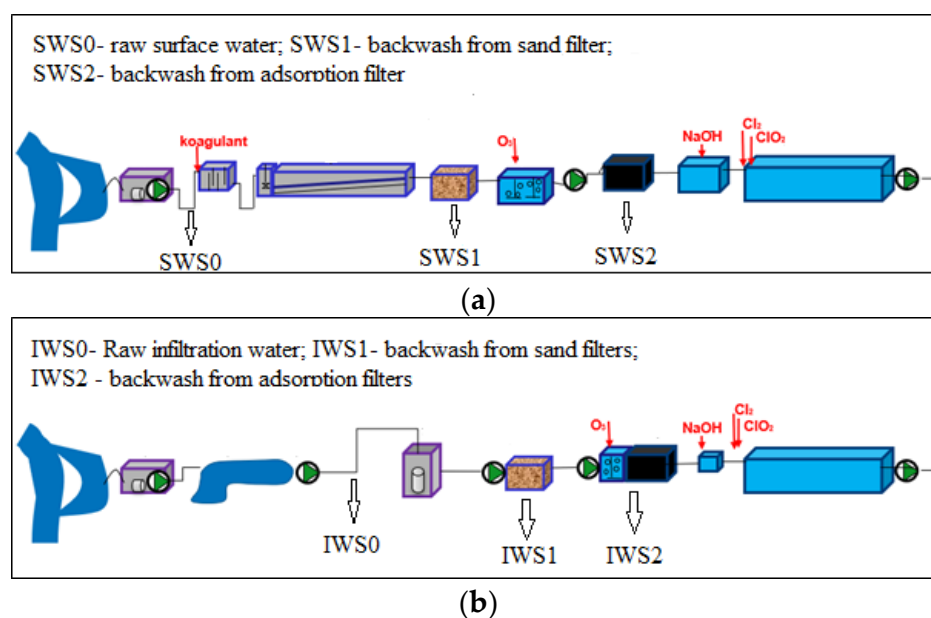 SWS0- raw surface water; SWS1- backwash from sand filter;
SWS2- backwash from adsorption filter
koagulant
O₃
NaOH
Cl₂
ClO₂
SWS0
SWS1
SWS2
(a)
IWS0- Raw infiltration water; IWS1- backwash from sand filters;
IWS2 - backwash from adsorption filters
O₃
NaOH
Cl₂
ClO₂
IWS0
IWS1
IWS2
(b)